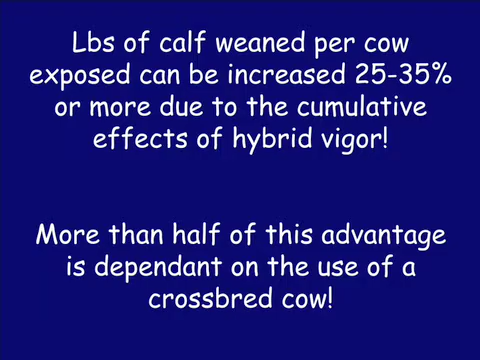 Lbs of calf weaned per cow
exposed can be increased 25-35%
or more due to the cumulative
effects of hybrid vigor!
More than half of this advantage
is dependant on the use of a
crossbred cow!